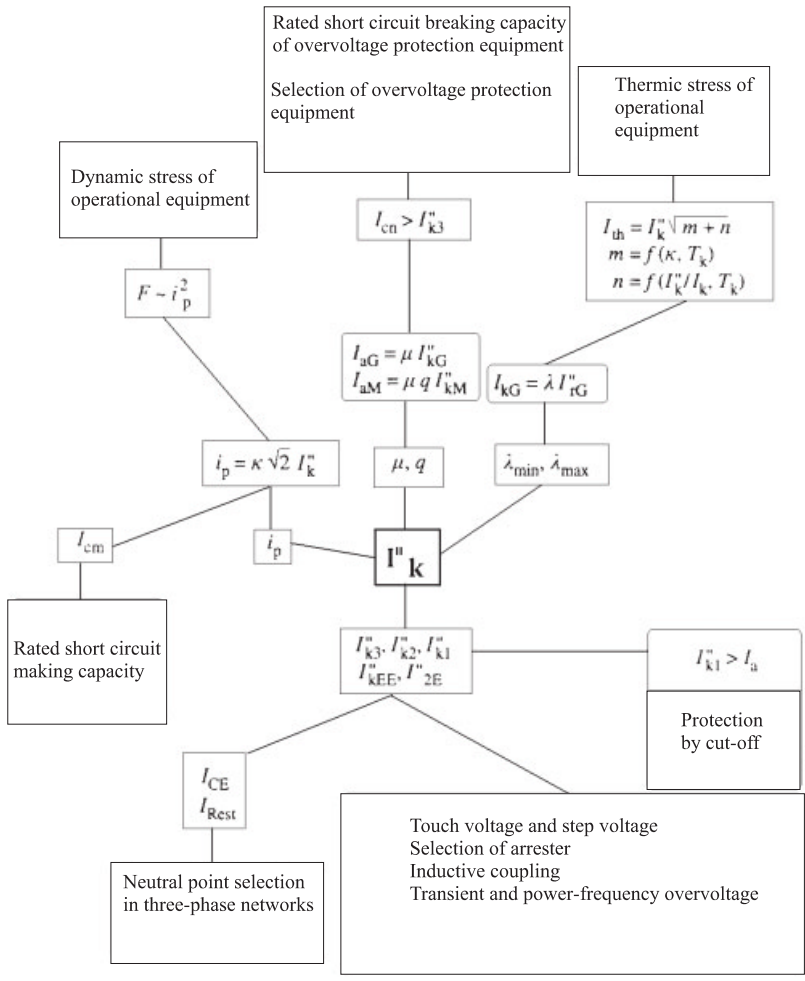 Rated short circuit breaking capacity
of overvoltage protection equipment
Selection of overvoltage protection
equipment
Thermic stress of
operational
equipment
Dynamic stress of
operational equipment
I_cn > I"_k3
I_th = I"_k √m + n
m = f (κ, T_k)
n = f (I"_k/I_k, T_k)
F ~ i_p^2
I_aG = μ I"_kG
I_aM = μ q I"_kM
I_kG = λ I"_rG
i_p = κ √2 I"_k
μ, q
λ_min, λ_max
I_cm
i_p
I"_k
Rated short circuit
making capacity
I"_k3, I"_k2, I"_k1
I"_kEE, I"_2E
I"_k1 > I_a
Protection
by cut-off
I_CE
I_Rest
Touch voltage and step voltage
Selection of arrester
Inductive coupling
Transient and power-frequency overvoltage
Neutral point selection
in three-phase networks